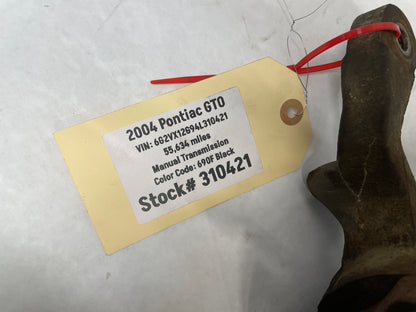 2004 Pontiac GTO
VIN: 6G2VX12G94L310421
55,634 miles
Manual Transmission
Color Code: 690F Black
Stock# 310421